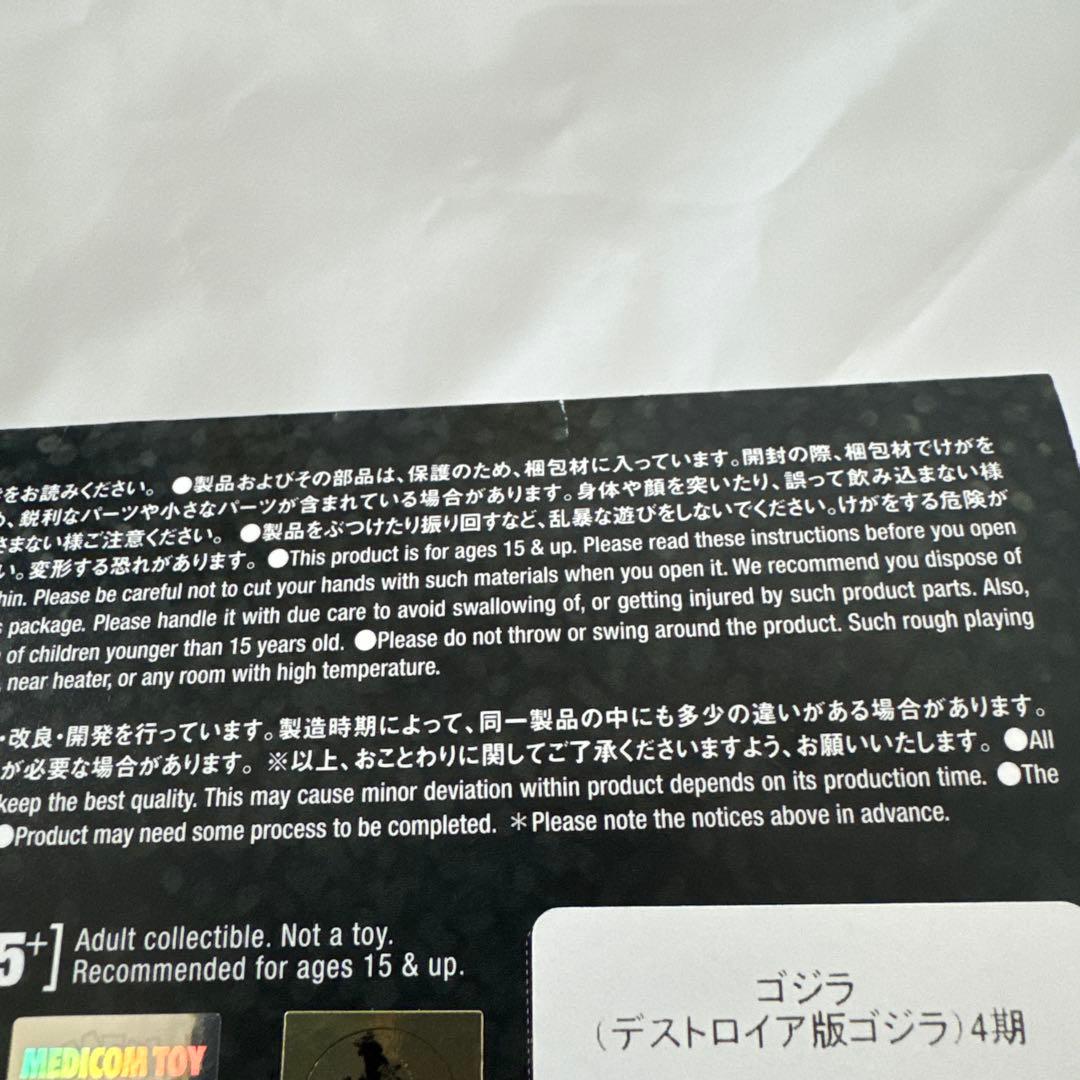 をお読みください。 ●製品およびその部品は、保護のため、梱包材に入っています。開封の際、梱包材でけがを
、鋭利なパーツや小さなパーツが含まれている場合があります。身体や顔を突いたり、誤って飲み込まない様
さまない様ご注意ください。 ●製品をぶつけたり振り回すなど、乱暴な遊びをしないでください。けがをする危険が
い。変形する恐れがあります。 ●This product is for ages 15 & up. Please read these instructions before you open
hin. Please be careful not to cut your hands with such materials when you open it. We recommend you dispose of
s package. Please handle it with due care to avoid swallowing of, or getting injured by such product parts. Also,
of children younger than 15 years old. ●Please do not throw or swing around the product. Such rough playing
near heater, or any room with high temperature.
・改良・開発を行っています。製造時期によって、同一製品の中にも多少の違いがある場合があります。
が必要な場合があります。 ※以上、おことわりに関してご了承くださいますよう、お願いいたします。 ●All
keep the best quality. This may cause minor deviation within product depends on its production time. ●The
●Product may need some process to be completed. ＊Please note the notices above in advance.
5+] Adult collectible. Not a toy.
Recommended for ages 15 & up.
ゴジラ
(デストロイア版ゴジラ)4期
MEDICOM TOY